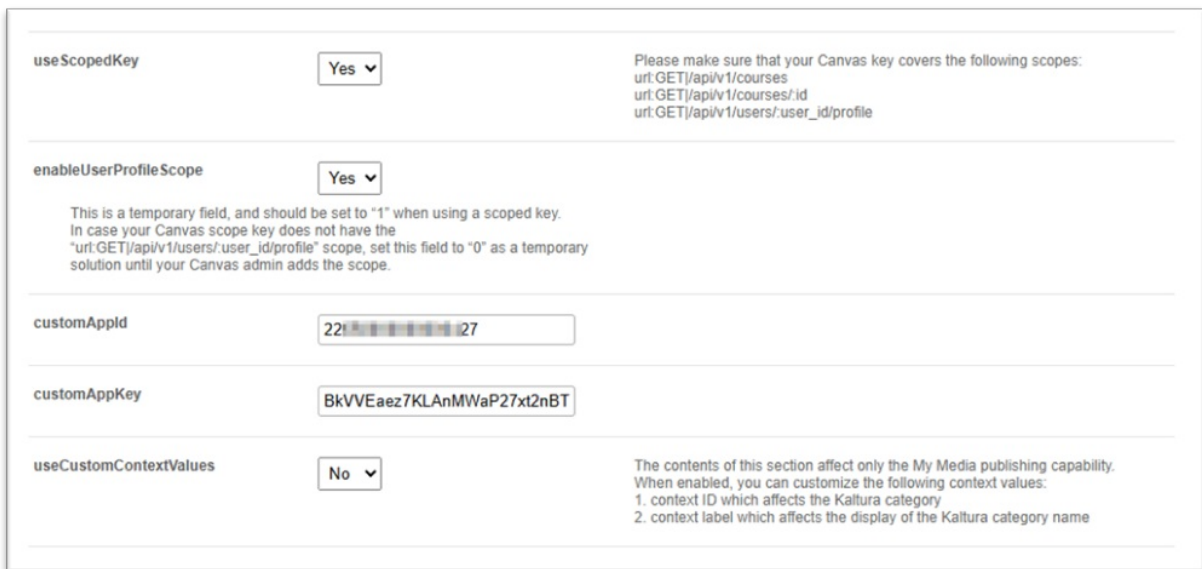 useScopedKey
Yes
Please make sure that your Canvas key covers the following scopes:
url:GET|/api/v1/courses
url:GET|/api/v1/courses/:id
url:GET|/api/v1/users/:user_id/profile
enableUserProfileScope
Yes
This is a temporary field, and should be set to “1” when using a scoped key.
In case your Canvas scope key does not have the
“url:GET|/api/v1/users/:user_id/profile” scope, set this field to “0” as a temporary
solution until your Canvas admin adds the scope.
customAppId
22 27
customAppKey
BkVVEaez7KLAnMWaP27xt2nBT
useCustomContextValues
No
The contents of this section affect only the My Media publishing capability.
When enabled, you can customize the following context values:
1. context ID which affects the Kaltura category
2. context label which affects the display of the Kaltura category name